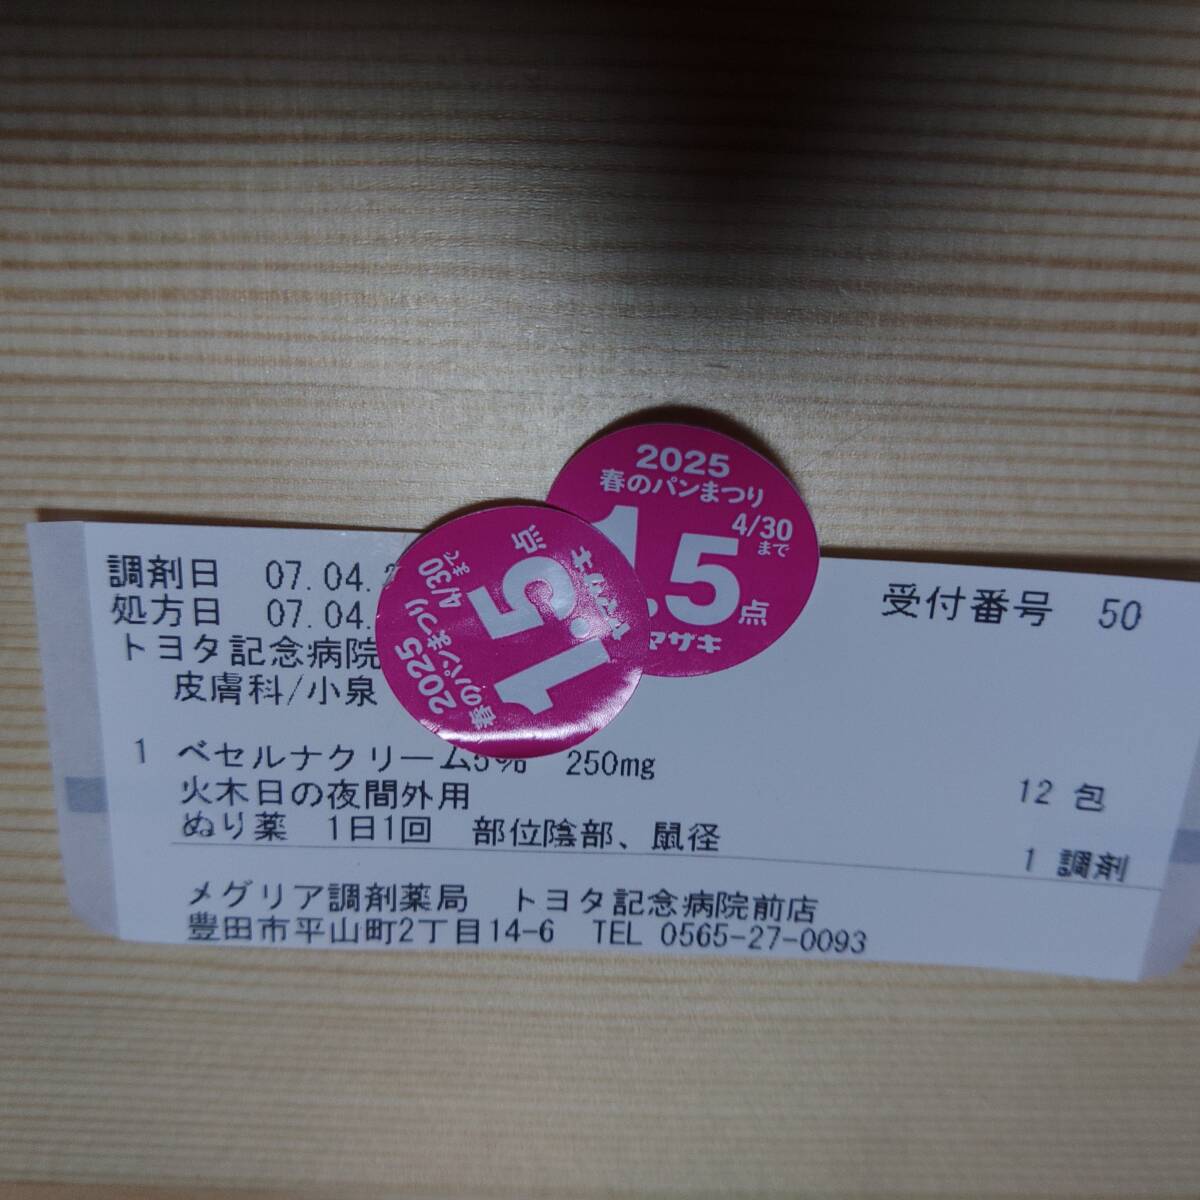 2025
春のパンまつり
4/30
まで
1.5点
マザキ
2025
春のパンまつり
4/30
まで
1.5点
ヤマザキ
調剤日 07.04.
受付番号 50
処方日 07.04.
トヨタ記念病院
皮膚科/小泉
1 ベセルナクリーム5% 250mg
12 包
火木日の夜間外用
ぬり薬 1日1回 部位陰部、鼠径
1 調剤
メグリア調剤薬局 トヨタ記念病院前店
豊田市平山町2丁目14-6 TEL 0565-27-0093